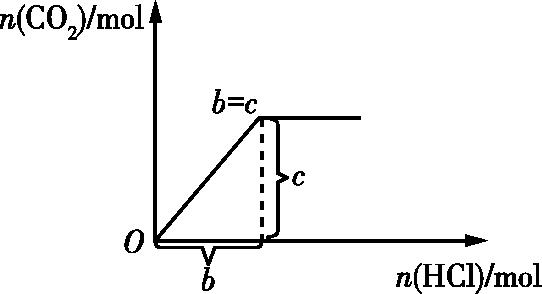 n(CO₂)/mol
b=c
c
O
b
n(HCl)/mol